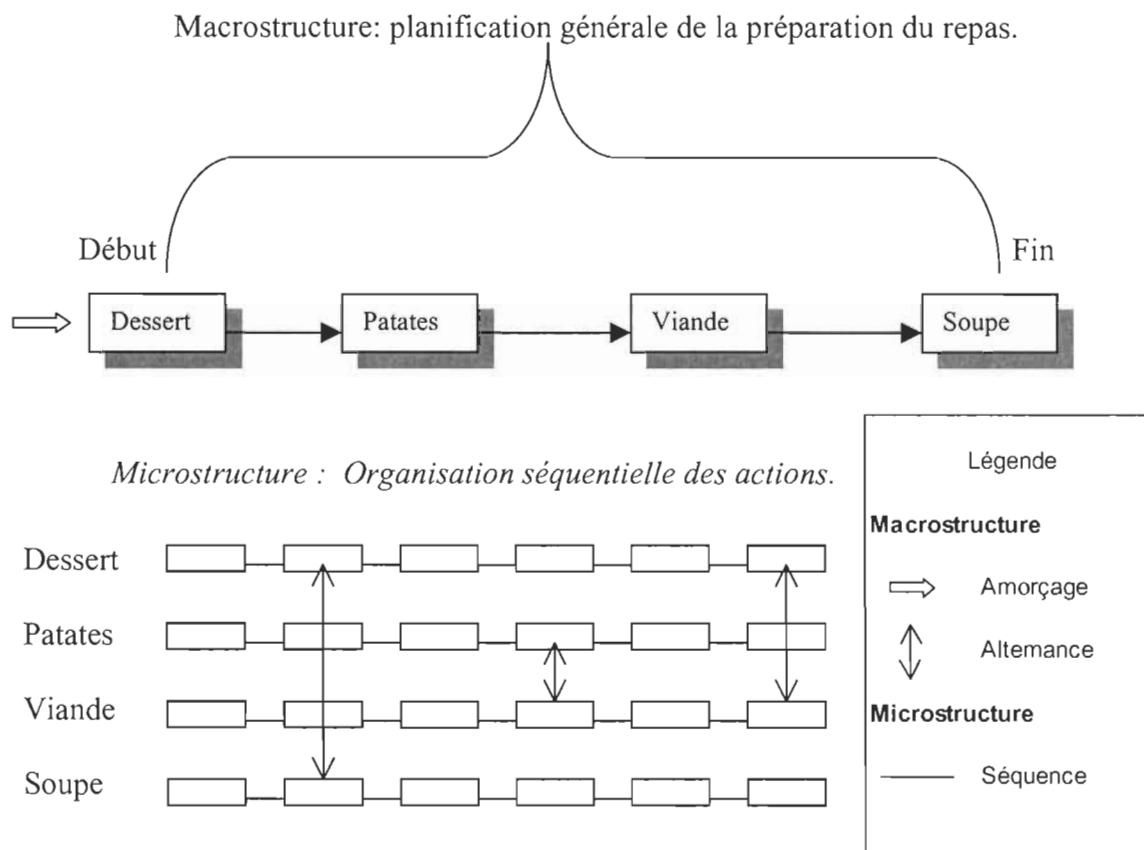 Macrostructure: planification générale de la préparation du repas.
Début
Fin
Dessert
Patates
Viande
Soupe
Microstructure : Organisation séquentielle des actions.
Dessert
Patates
Viande
Soupe
Légende
Macrostructure
Amorçage
Altemance
Microstructure
Séquence